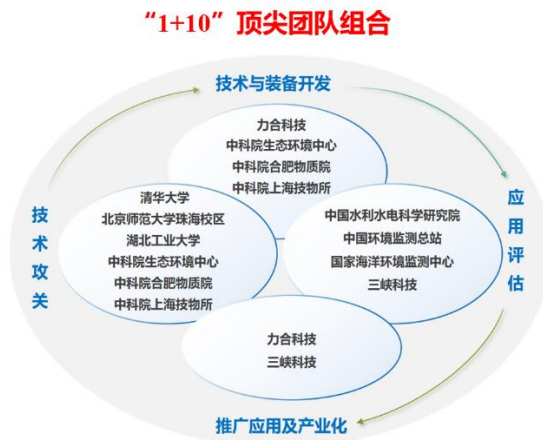 “1+10”顶尖团队组合
技术与装备开发
力合科技
中科院生态环境中心
中科院合肥物质院
中科院上海技物所
技术攻关
清华大学
北京师范大学珠海校区
湖北工业大学
中科院生态环境中心
中科院合肥物质院
中科院上海技物所
中国水利水电科学研究院
中国环境监测总站
国家海洋环境监测中心
三峡科技
应用评估
力合科技
三峡科技
推广应用及产业化